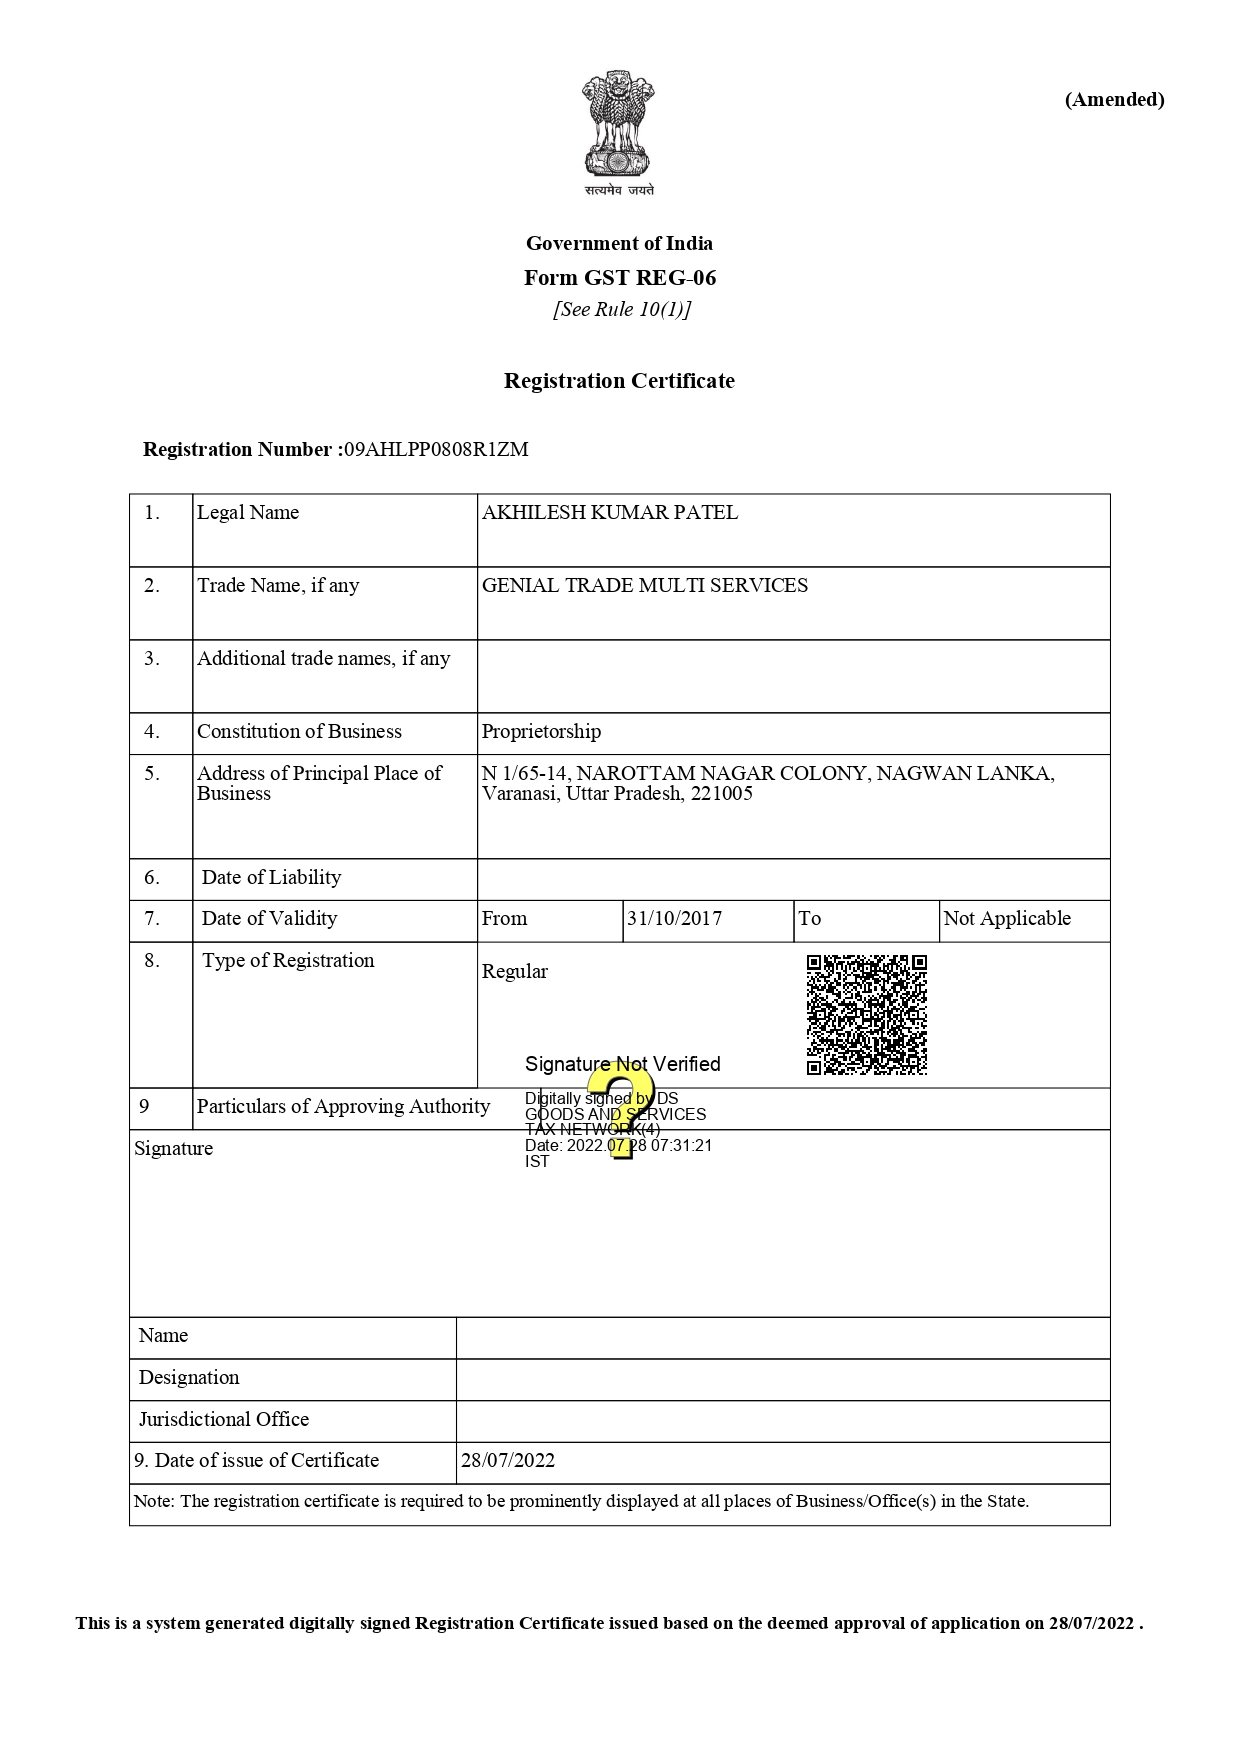 (Amended)
सत्यमेव जयते
Government of India
Form GST REG-06
[See Rule 10(1)]
Registration Certificate
Registration Number :09AHLPP0808R1ZM
1. Legal Name AKHILESH KUMAR PATEL
2. Trade Name, if any GENIAL TRADE MULTI SERVICES
3. Additional trade names, if any
4. Constitution of Business Proprietorship
5. Address of Principal Place of N 1/65-14, NAROTTAM NAGAR COLONY, NAGWAN LANKA,
Business Varanasi, Uttar Pradesh, 221005
6. Date of Liability
7. Date of Validity From 31/10/2017 To Not Applicable
8. Type of Registration
Regular
Signature Not Verified
Digitally signed by DS
GOODS AND SERVICES
TAX NETWORK(4)
Date: 2022.07.28 07:31:21
IST
9 Particulars of Approving Authority
Signature
Name
Designation
Jurisdictional Office
9. Date of issue of Certificate 28/07/2022
Note: The registration certificate is required to be prominently displayed at all places of Business/Office(s) in the State.
This is a system generated digitally signed Registration Certificate issued based on the deemed approval of application on 28/07/2022 .